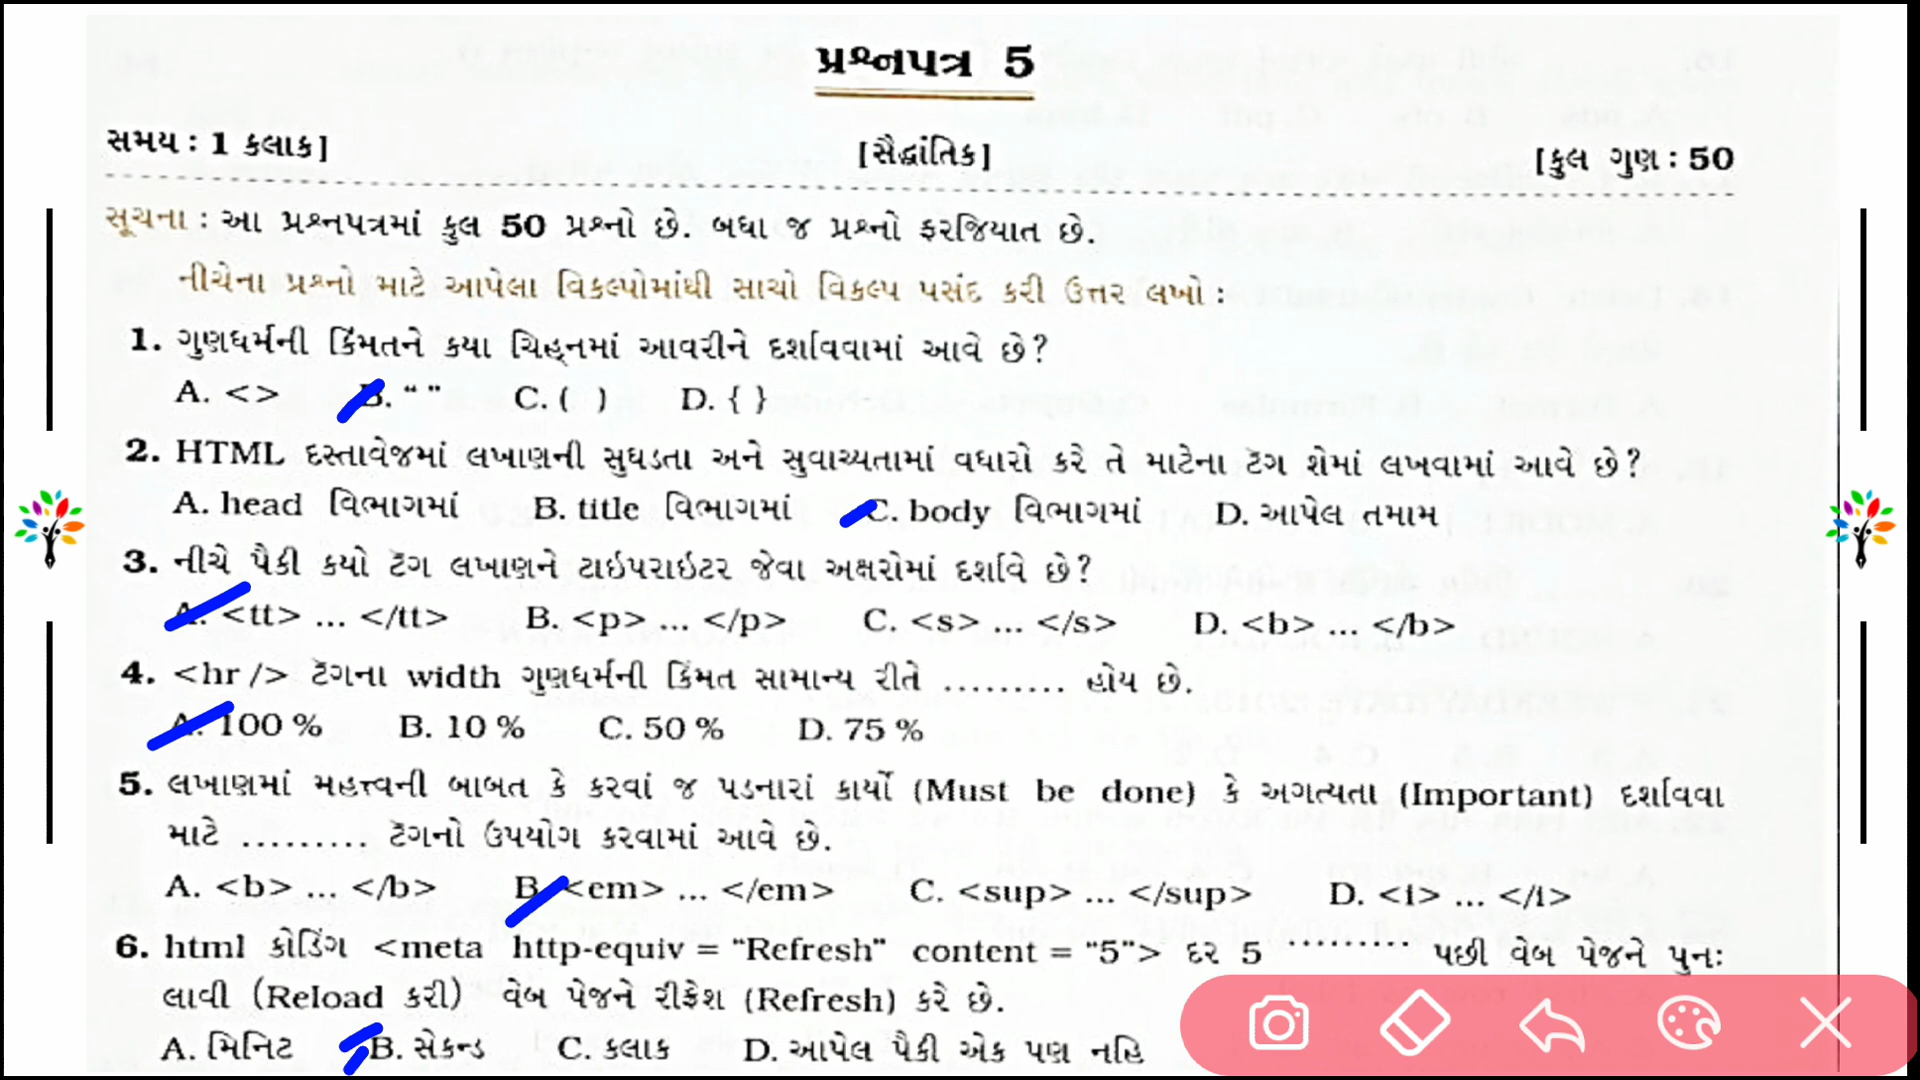 પ્રશ્નપત્ર 5
સમય : 1 કલાક] [સૈદ્ધાંતિક] [કુલ ગુણ : 50
સૂચના : આ પ્રશ્નપત્રમાં કુલ 50 પ્રશ્નો છે. બધા જ પ્રશ્નો ફરજિયાત છે.
નીચેના પ્રશ્નો માટે આપેલા વિકલ્પોમાંથી સાચો વિકલ્પ પસંદ કરી ઉત્તર લખો :
1. ગુણધર્મની કિંમતને કયા ચિહ્નમાં આવરીને દર્શાવવામાં આવે છે?
A. <> B. “ ” C. ( ) D. { }
2. HTML દસ્તાવેજમાં લખાણની સુઘડતા અને સુવાચ્યતામાં વધારો કરે તે માટેના ટૅગ શેમાં લખવામાં આવે છે?
A. head વિભાગમાં B. title વિભાગમાં C. body વિભાગમાં D. આપેલ તમામ
3. નીચે પૈકી કયો ટૅગ લખાણને ટાઇપરાઇટર જેવા અક્ષરોમાં દર્શાવે છે?
A. <tt> ... </tt> B. <p> ... </p> C. <s> ... </s> D. <b> ... </b>
4. <hr /> ટૅગના width ગુણધર્મની કિંમત સામાન્ય રીતે ......... હોય છે.
A. 100 % B. 10 % C. 50 % D. 75 %
5. લખાણમાં મહત્ત્વની બાબત કે કરવાં જ પડનારાં કાર્યો (Must be done) કે અગત્યતા (Important) દર્શાવવા
માટે ......... ટૅગનો ઉપયોગ કરવામાં આવે છે.
A. <b> ... </b> B. <em> ... </em> C. <sup> ... </sup> D. <i> ... </i>
6. html કોડિંગ <meta http-equiv = “Refresh” content = “5”> દર 5 ......... પછી વેબ પેજને પુનઃ
લાવી (Reload કરી) વેબ પેજને રીફ્રેશ (Refresh) કરે છે.
A. મિનિટ B. સેકન્ડ C. કલાક D. આપેલ પૈકી એક પણ નહિ